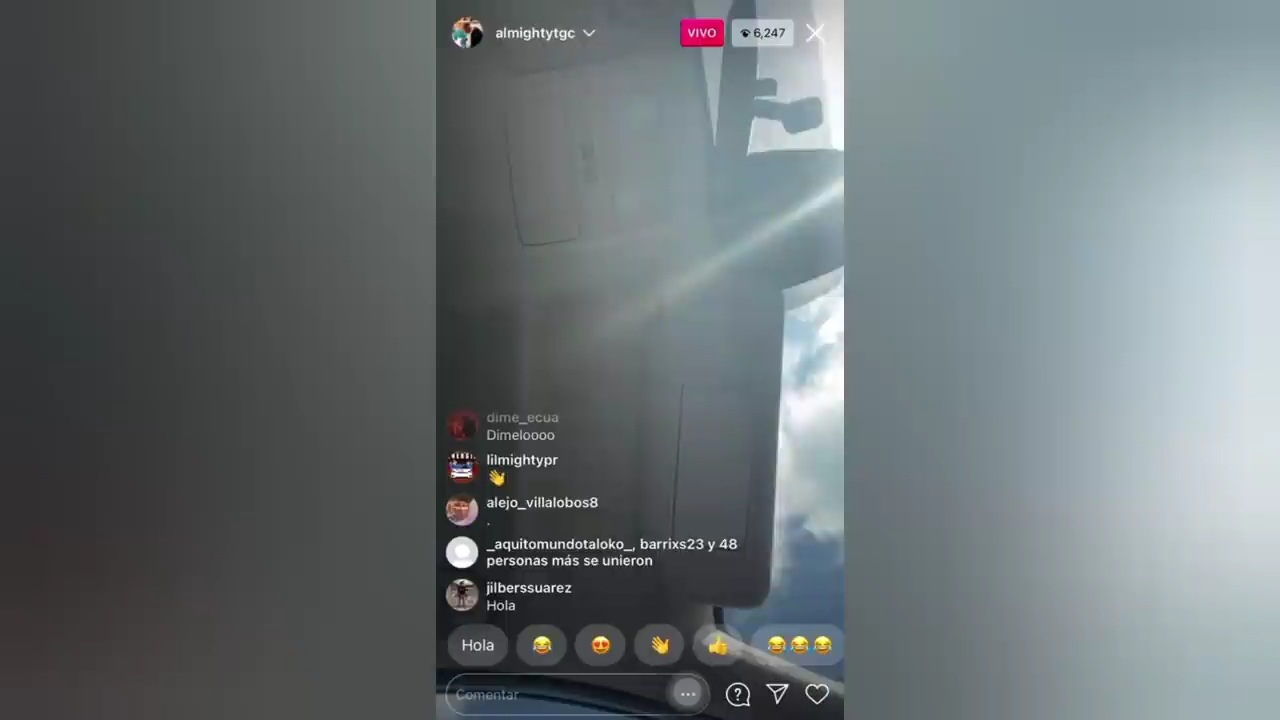 almightytgc
VIVO
6,247
dime_ecua
Dimeloooo
lilmightypr
👋
alejo_villalobos8
.
_aquitomundotaloko_, barrixs23 y 48
personas más se unieron
jilberssuarez
Hola
Hola 😂 😍 👋 👍 😂😂😂
Comentar